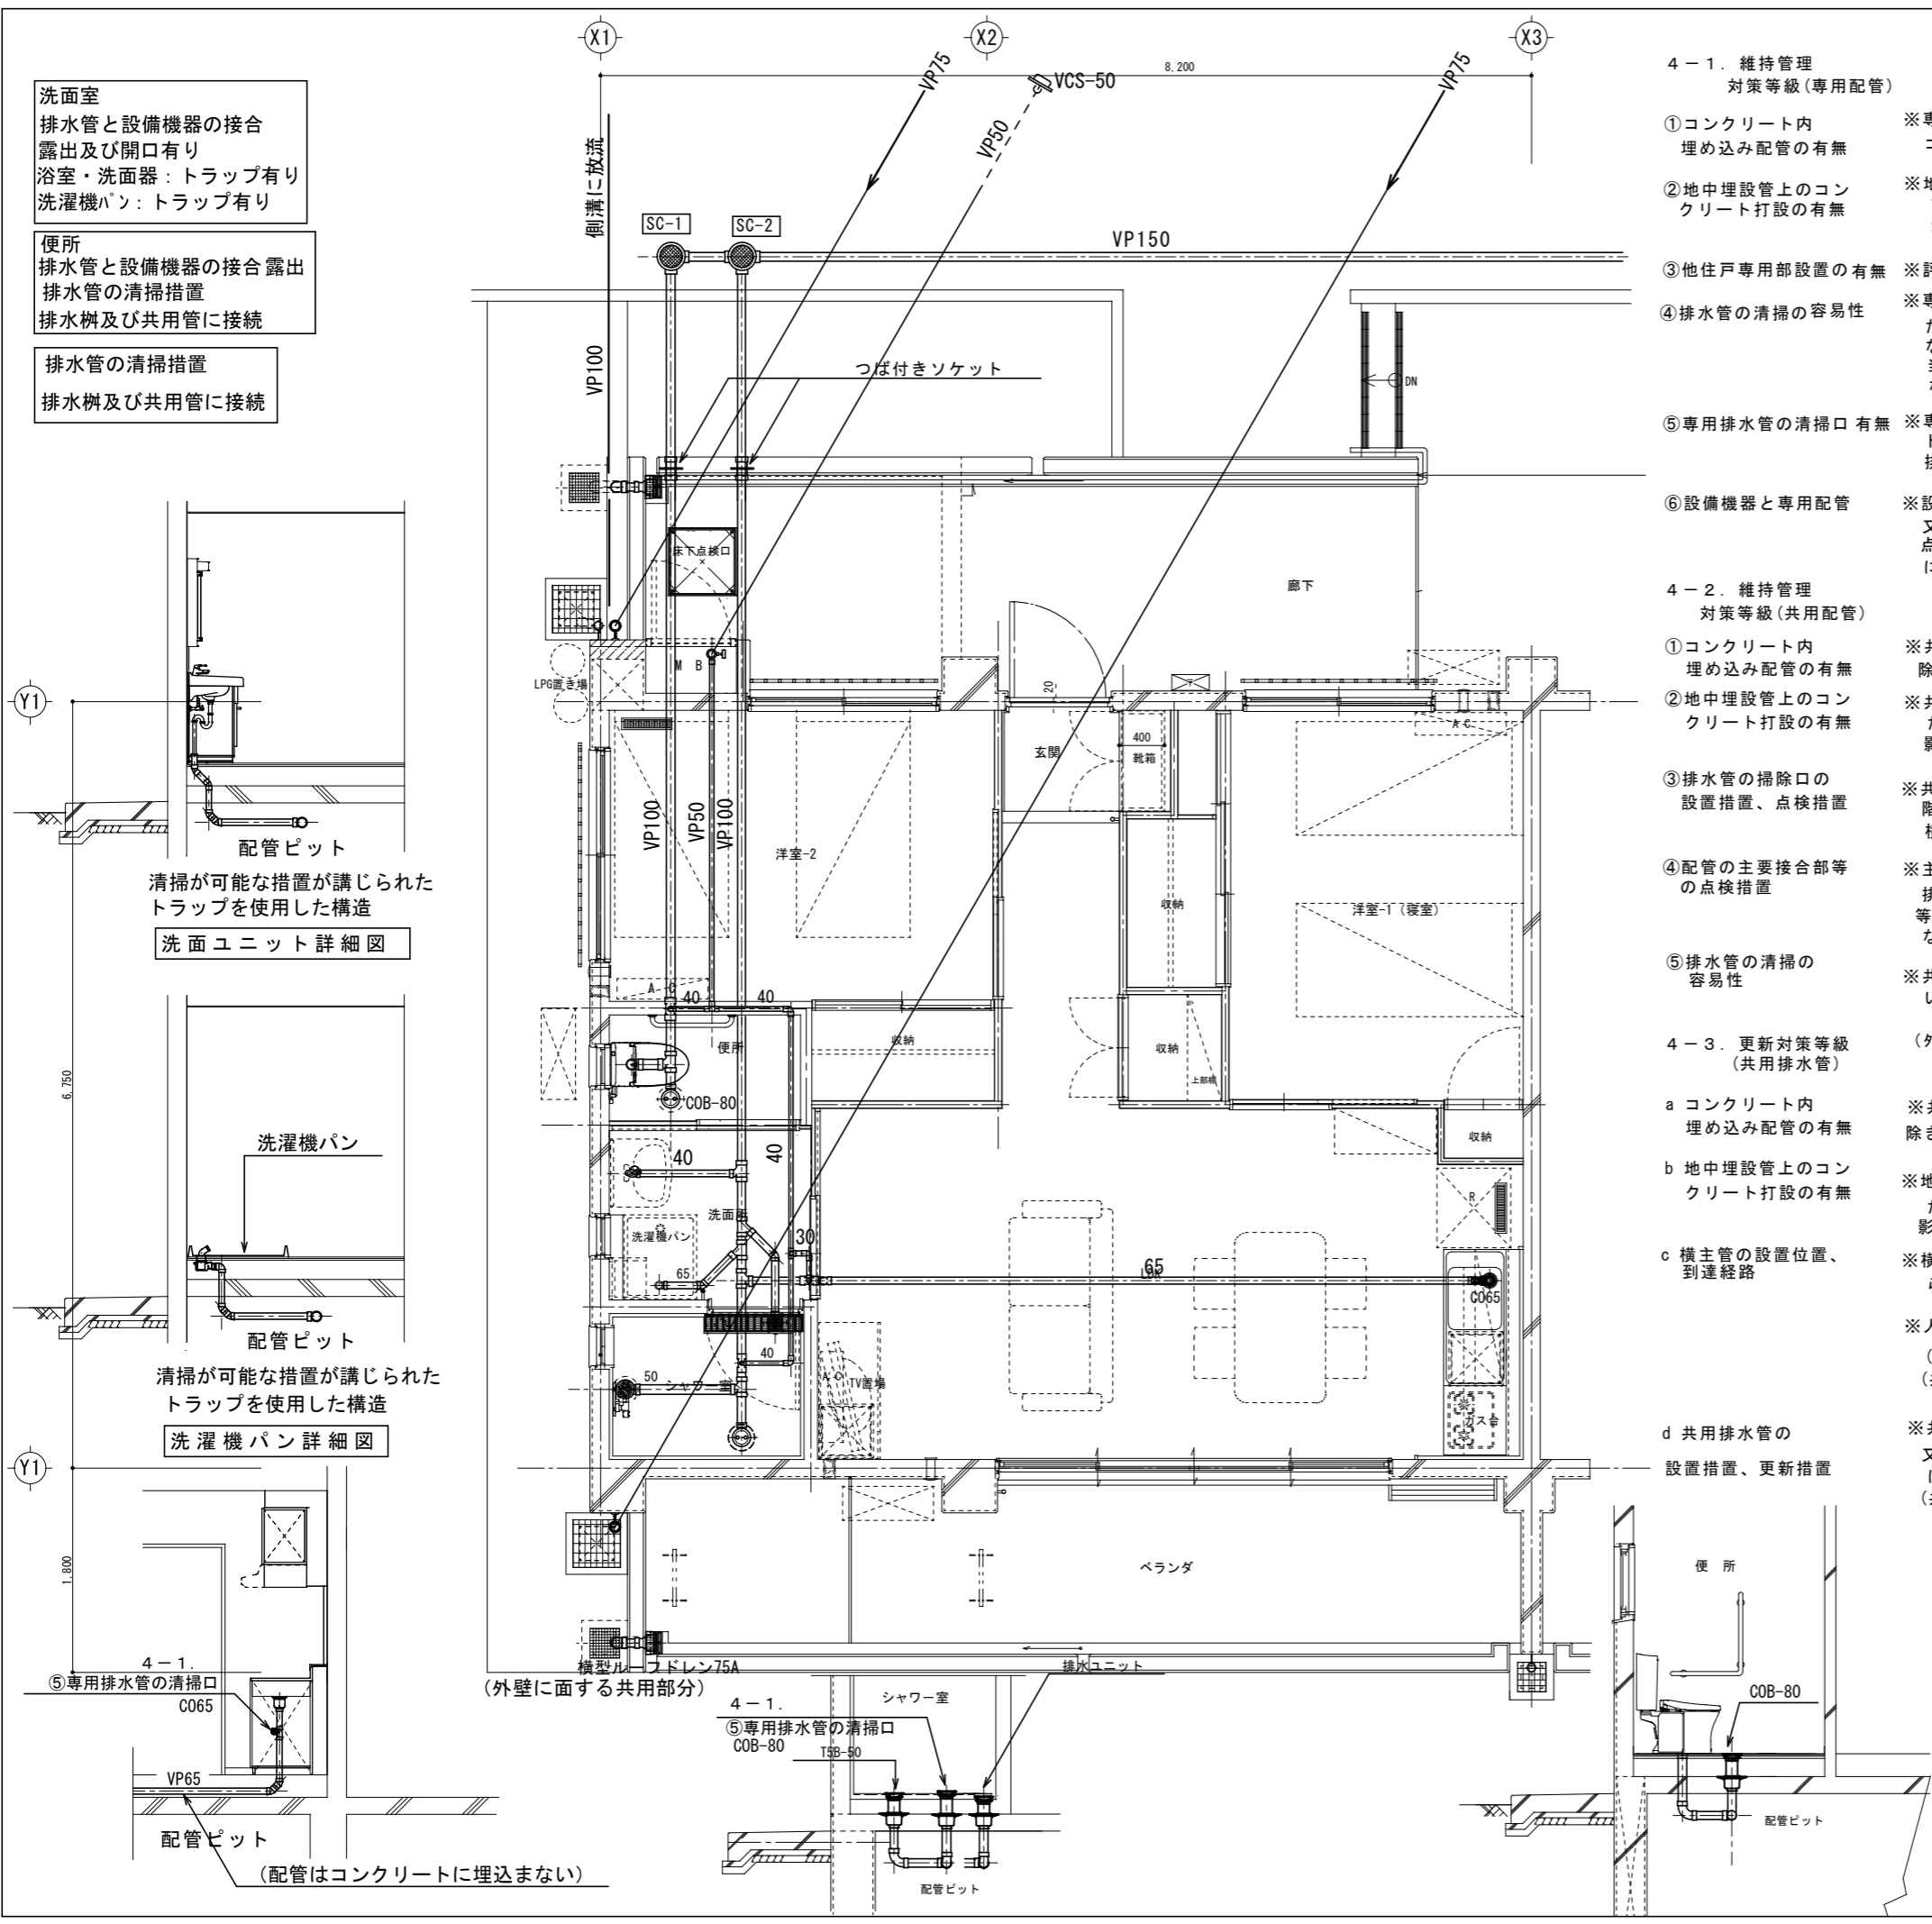 洗面室
排水管と設備機器の接合
露出及び開口有り
浴室・洗面器：トラップ有り
洗濯機パン：トラップ有り
便所
排水管と設備機器の接合露出
排水管の清掃措置
排水桝及び共用管に接続
排水管の清掃措置
排水桝及び共用管に接続
配管ピット
清掃が可能な措置が講じられた
トラップを使用した構造
洗面ユニット詳細図
洗濯機パン
配管ピット
清掃が可能な措置が講じられた
トラップを使用した構造
洗濯機パン詳細図
Y1
6,750
Y1
1,800
4－1.
⑤専用排水管の清掃口
CO65
VP65
配管ピット
(配管はコンクリートに埋込まない)
X1
X2
X3
8,200
VP75
VCS-50
VP50
VP75
側溝に放流
SC-1
SC-2
VP150
VP100
つば付きソケット
DN
床下点検口
廊下
M B
LPG置き場
20
A C
玄関
400
靴箱
VP100
VP50
VP100
洋室-2
収納
洋室-1（寝室）
A C
40
40
便所
収納
収納
上部棚
COB-80
40
40
収納
洗面所
R
洗濯機パン
30
65
65
LDK
CO65
40
50
シャワー室
A C
TV置場
ガス台
ベランダ
横型ルーフドレン75A
(外壁に面する共用部分)
排水ユニット
シャワー室
4－1.
⑤専用排水管の清掃口
COB-80
T5B-50
配管ピット
便 所
COB-80
配管ピット
4－1. 維持管理
対策等級(専用配管)
①コンクリート内
埋め込み配管の有無
②地中埋設管上のコン
クリート打設の有無
③他住戸専用部設置の有無
④排水管の清掃の容易性
⑤専用排水管の清掃口 有無
⑥設備機器と専用配管
4－2. 維持管理
対策等級(共用配管)
①コンクリート内
埋め込み配管の有無
②地中埋設管上のコン
クリート打設の有無
③排水管の掃除口の
設置措置、点検措置
④配管の主要接合部等
の点検措置
⑤排水管の清掃の
容易性
4－3. 更新対策等級
(共用排水管)
a コンクリート内
埋め込み配管の有無
b 地中埋設管上のコン
クリート打設の有無
c 横主管の設置位置、
到達経路
d 共用排水管の
設置措置、更新措置